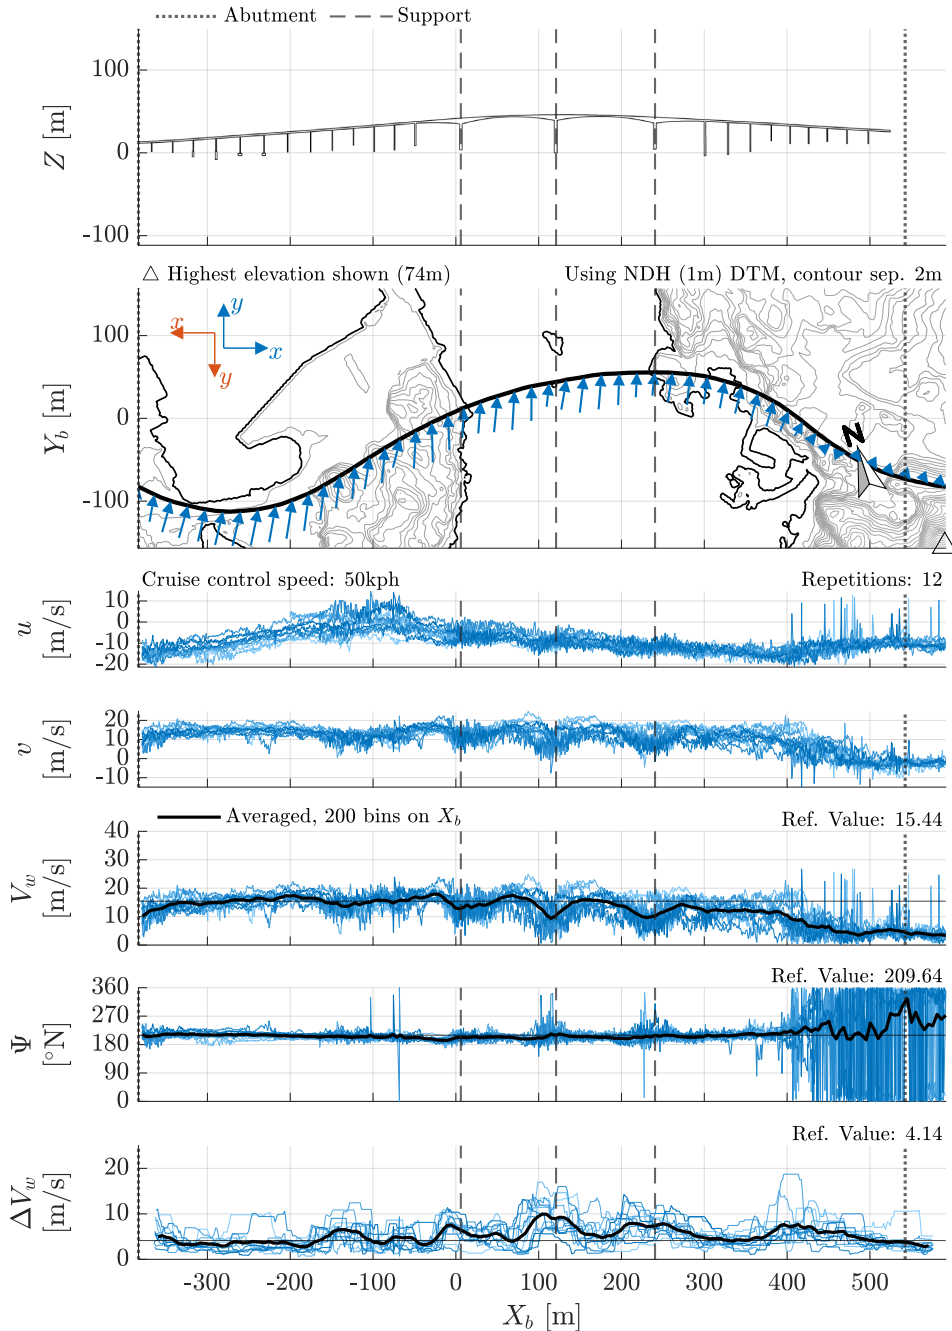 Abutment Support
100
0
-100
Z [m]
△ Highest elevation shown (74m) Using NDH (1m) DTM, contour sep. 2m
y
x
x
y
N
100
0
-100
Y_b [m]
Cruise control speed: 50kph Repetitions: 12
10
0
-10
-20
u [m/s]
20
10
0
-10
v [m/s]
Averaged, 200 bins on X_b Ref. Value: 15.44
40
30
20
10
0
V_w [m/s]
Ref. Value: 209.64
360
270
180
90
0
Ψ [°N]
Ref. Value: 4.14
20
10
0
ΔV_w [m/s]
-300 -200 -100 0 100 200 300 400 500
X_b [m]